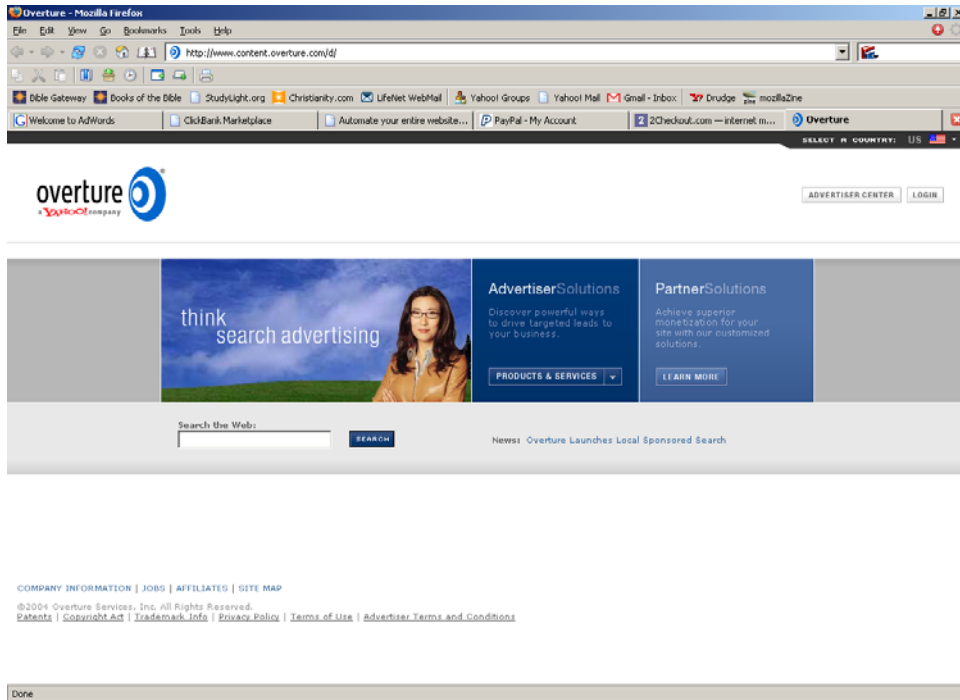 Overture - Mozilla Firefox
File Edit View Go Bookmarks Tools Help
http://www.content.overture.com/d/
Bible Gateway Books of the Bible StudyLight.org Christianity.com LifeNet WebMail Yahoo! Groups Yahoo! Mail Gmail - Inbox Drudge mozillaZine
Welcome to AdWords ClickBank Marketplace Automate your entire website... PayPal - My Account 2Checkout.com — internet m... Overture
SELECT A COUNTRY: US
overture
a YAHOO! company
ADVERTISER CENTER LOGIN
think
search advertising
AdvertiserSolutions
Discover powerful ways
to drive targeted leads to
your business.
PRODUCTS & SERVICES
PartnerSolutions
Achieve superior
monetization for your
site with our customized
solutions.
LEARN MORE
Search the Web:
SEARCH
News: Overture Launches Local Sponsored Search
COMPANY INFORMATION | JOBS | AFFILIATES | SITE MAP
©2004 Overture Services, Inc. All Rights Reserved.
Patents | Copyright Act | Trademark Info | Privacy Policy | Terms of Use | Advertiser Terms and Conditions
Done